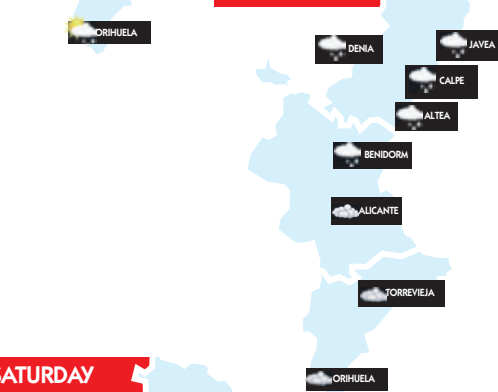 ORIHUELA
DENIA
JAVEA
CALPE
ALTEA
BENIDORM
ALICANTE
TORREVIEJA
SATURDAY
ORIHUELA